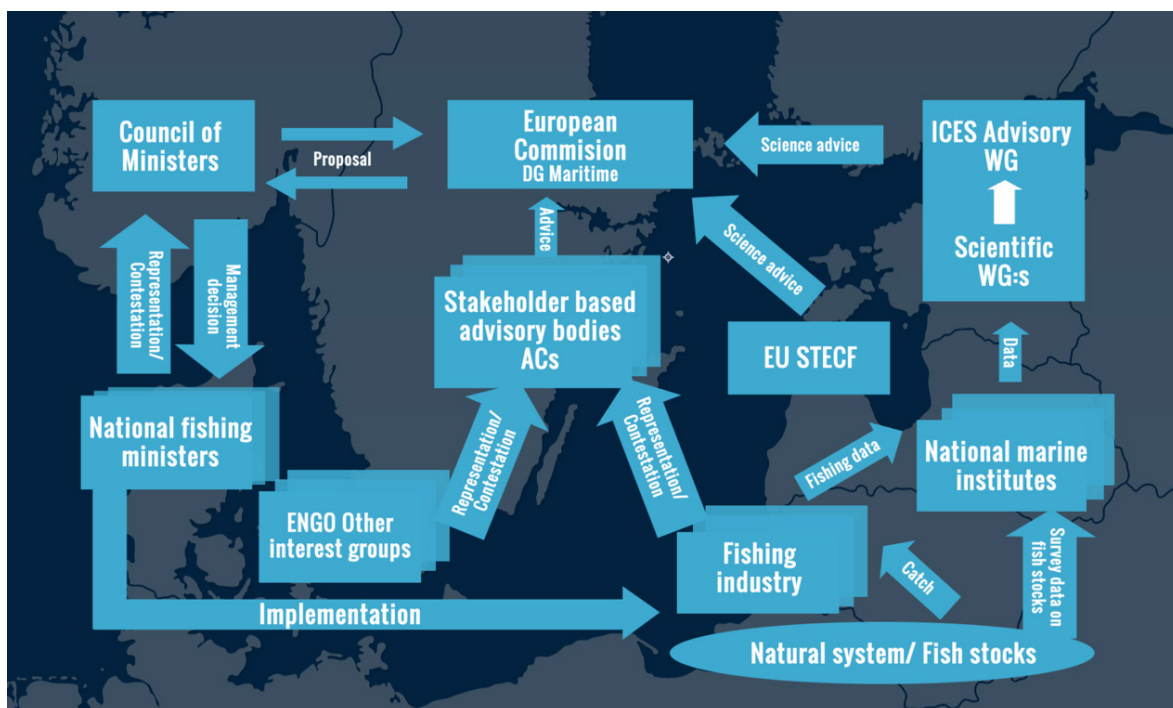 Council of
Ministers
Proposal
European
Commision
DG Maritime
Science advice
ICES Advisory
WG
Scientific
WG:s
Representation/
Contestation
Management
decision
Advice
Science advice
Stakeholder based
advisory bodies
ACs
EU STECF
Data
National fishing
ministers
Representation/
Contestation
Representation/
Contestation
Fishing data
National marine
institutes
ENGO Other
interest groups
Fishing
industry
Catch
Survey data on
fish stocks
Implementation
Natural system/ Fish stocks